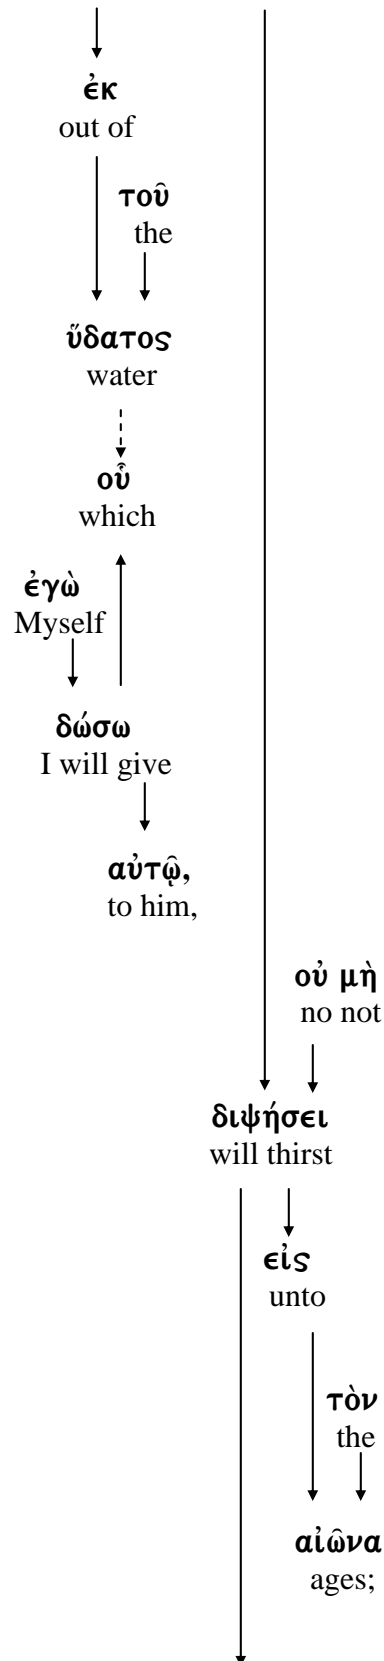 ἐκ
out of
τοῦ
the
ὕδατος
water
οὗ
which
ἐγὼ
Myself
δώσω
I will give
αὐτῷ,
to him,
οὐ μὴ
no not
διψήσει
will thirst
εἰς
unto
τὸν
the
αἰῶνα
ages;